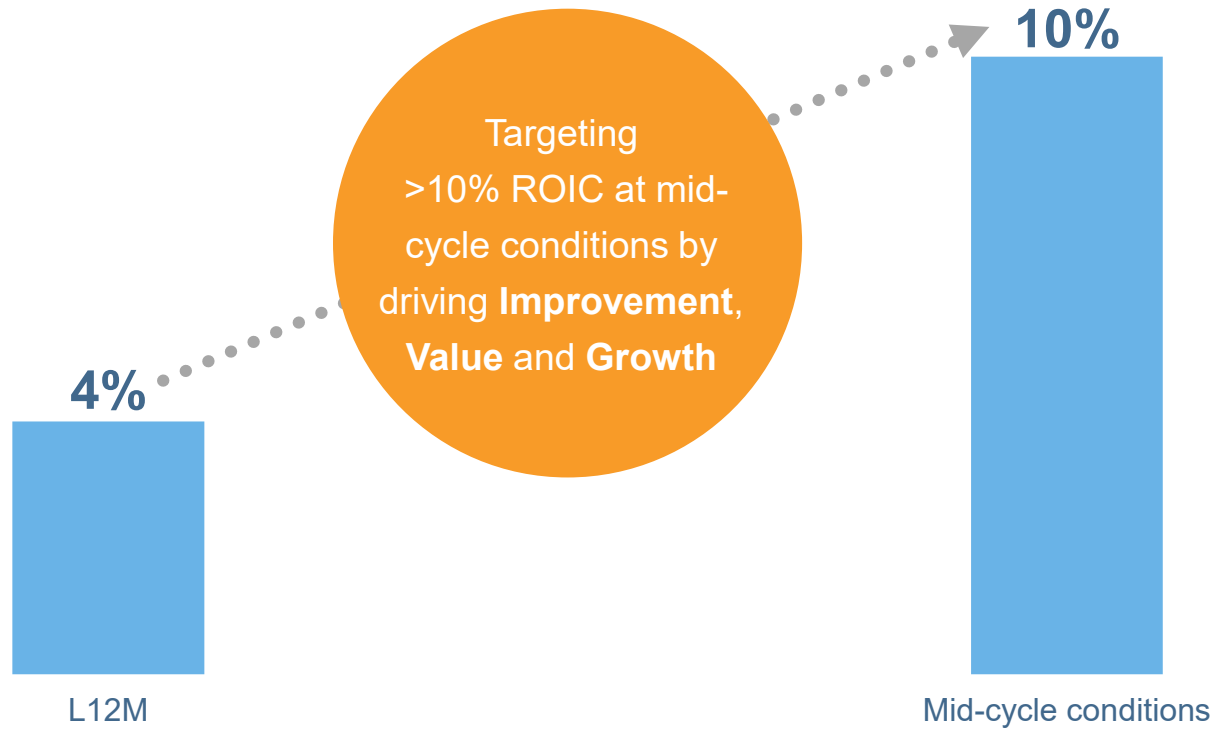 10%
Targeting
>10% ROIC at mid-
cycle conditions by
driving Improvement,
Value and Growth
4%
L12M
Mid-cycle conditions